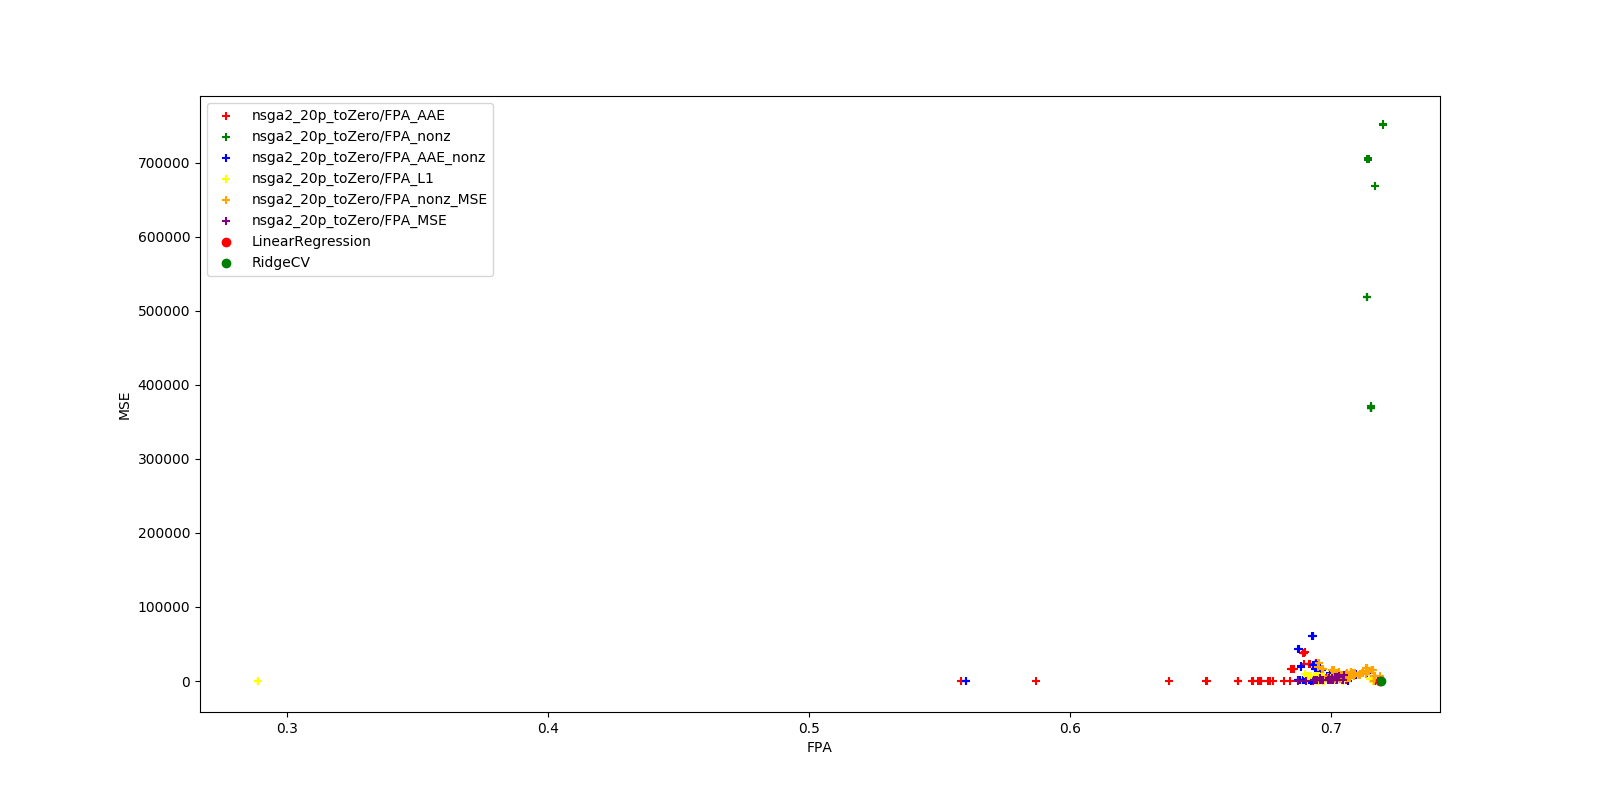 nsga2_20p_toZero/FPA_AAE
nsga2_20p_toZero/FPA_nonz
nsga2_20p_toZero/FPA_AAE_nonz
nsga2_20p_toZero/FPA_L1
nsga2_20p_toZero/FPA_nonz_MSE
nsga2_20p_toZero/FPA_MSE
LinearRegression
RidgeCV
700000
600000
500000
400000
300000
200000
100000
0
MSE
0.3 0.4 0.5 0.6 0.7
FPA